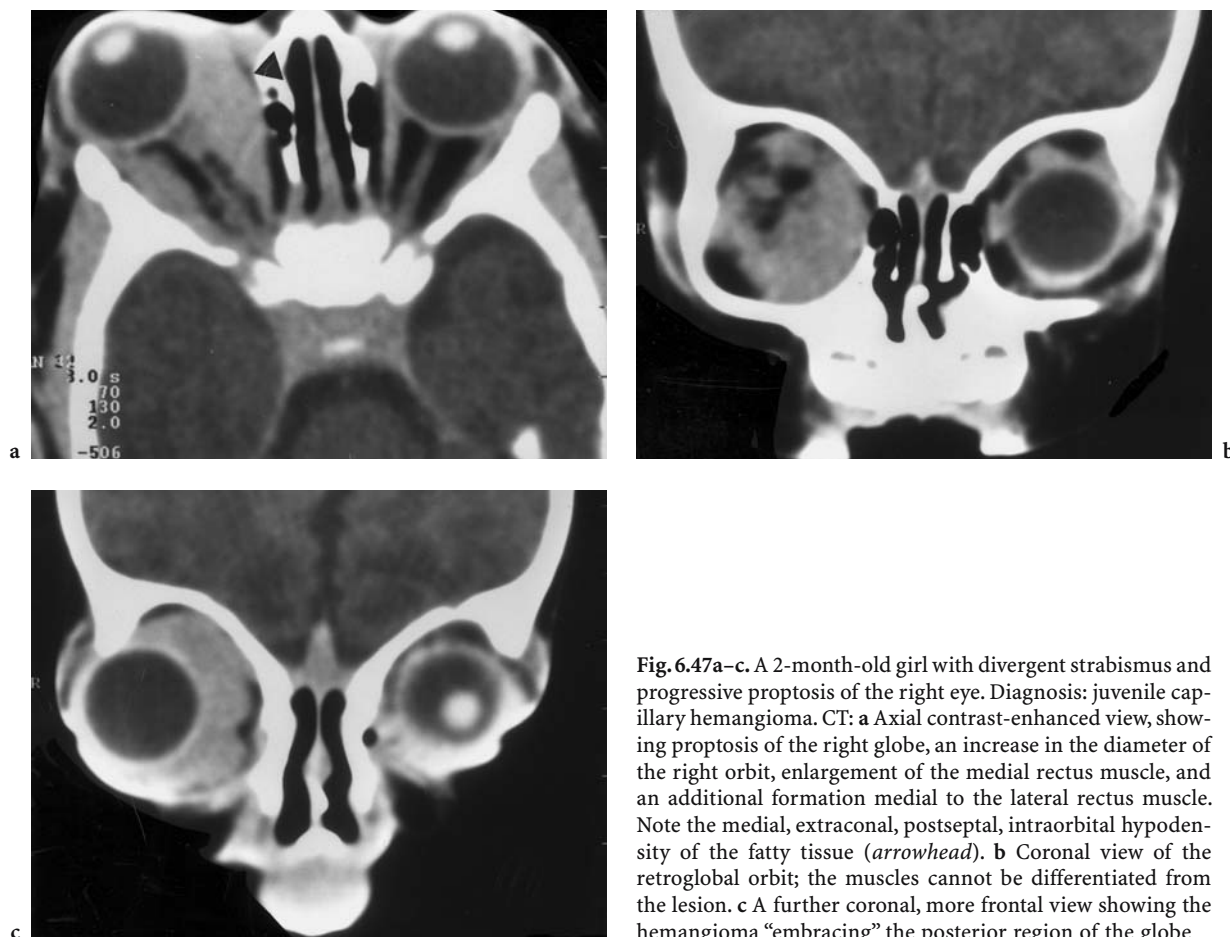 R
R
N 3
3.0 s
70
130
2.0
-506
a
b
c
Fig. 6.47a–c. A 2-month-old girl with divergent strabismus and
progressive proptosis of the right eye. Diagnosis: juvenile cap-
illary hemangioma. CT: a Axial contrast-enhanced view, show-
ing proptosis of the right globe, an increase in the diameter of
the right orbit, enlargement of the medial rectus muscle, and
an additional formation medial to the lateral rectus muscle.
Note the medial, extraconal, postseptal, intraorbital hypoden-
sity of the fatty tissue (arrowhead). b Coronal view of the
retroglobal orbit; the muscles cannot be differentiated from
the lesion. c A further coronal, more frontal view showing the
hemangioma “embracing” the posterior region of the globe